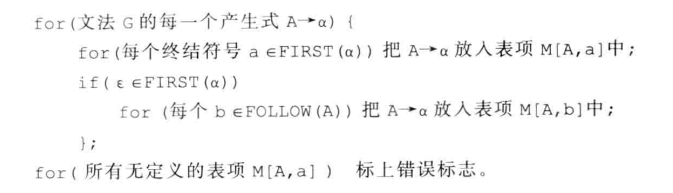 for(文法 G 的每一个产生式 A→α) {
for(每个终结符号 a∈FIRST(α)) 把 A→α 放入表项 M[A,a]中;
if(ε∈FIRST(α))
for (每个 b∈FOLLOW(A)) 把 A→α 放入表项 M[A,b]中;
};
for( 所有无定义的表项 M[A,a] ) 标上错误标志。